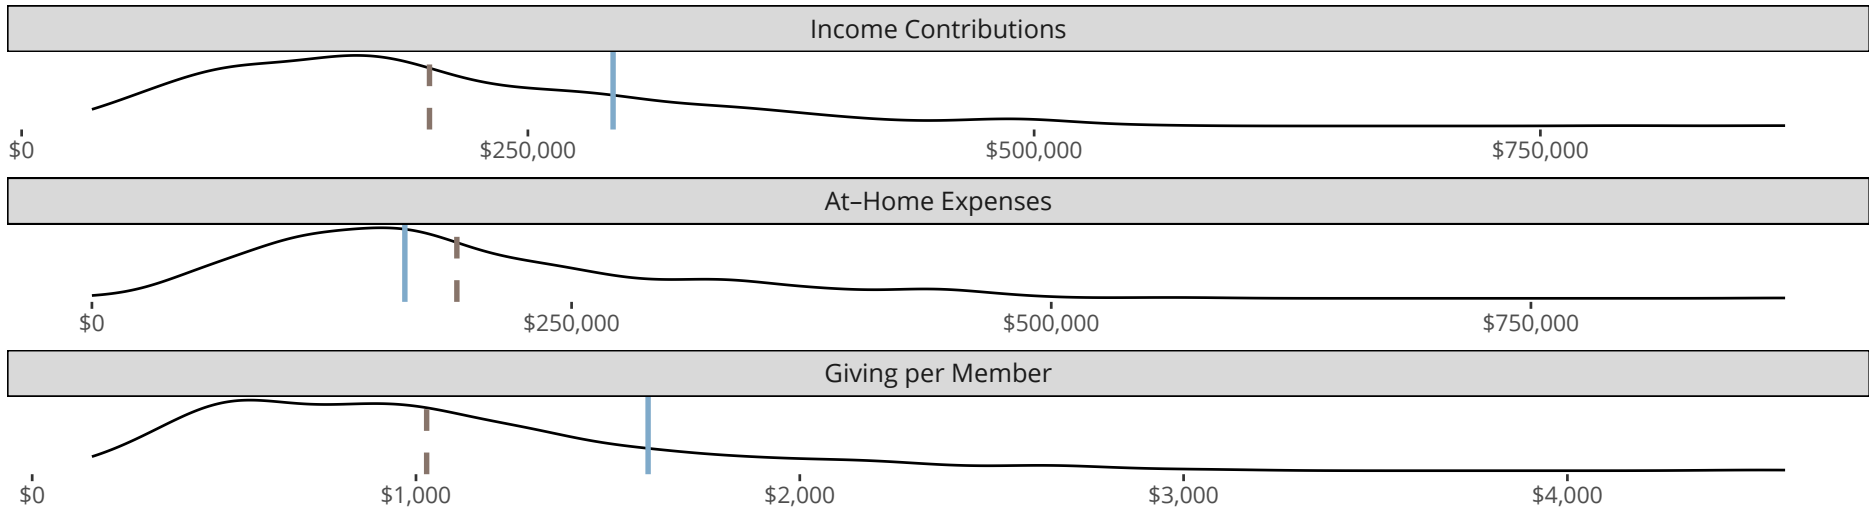 Income Contributions
$0 $250,000 $500,000 $750,000
At–Home Expenses
$0 $250,000 $500,000 $750,000
Giving per Member
$0 $1,000 $2,000 $3,000 $4,000